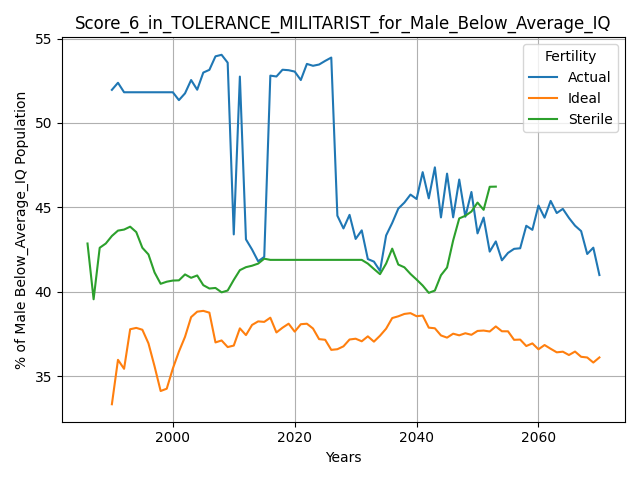 Score_6_in_TOLERANCE_MILITARIST_for_Male_Below_Average_IQ
% of Male Below_Average_IQ Population
55
50
45
40
35
Fertility
Actual
Ideal
Sterile
2000 2020 2040 2060
Years